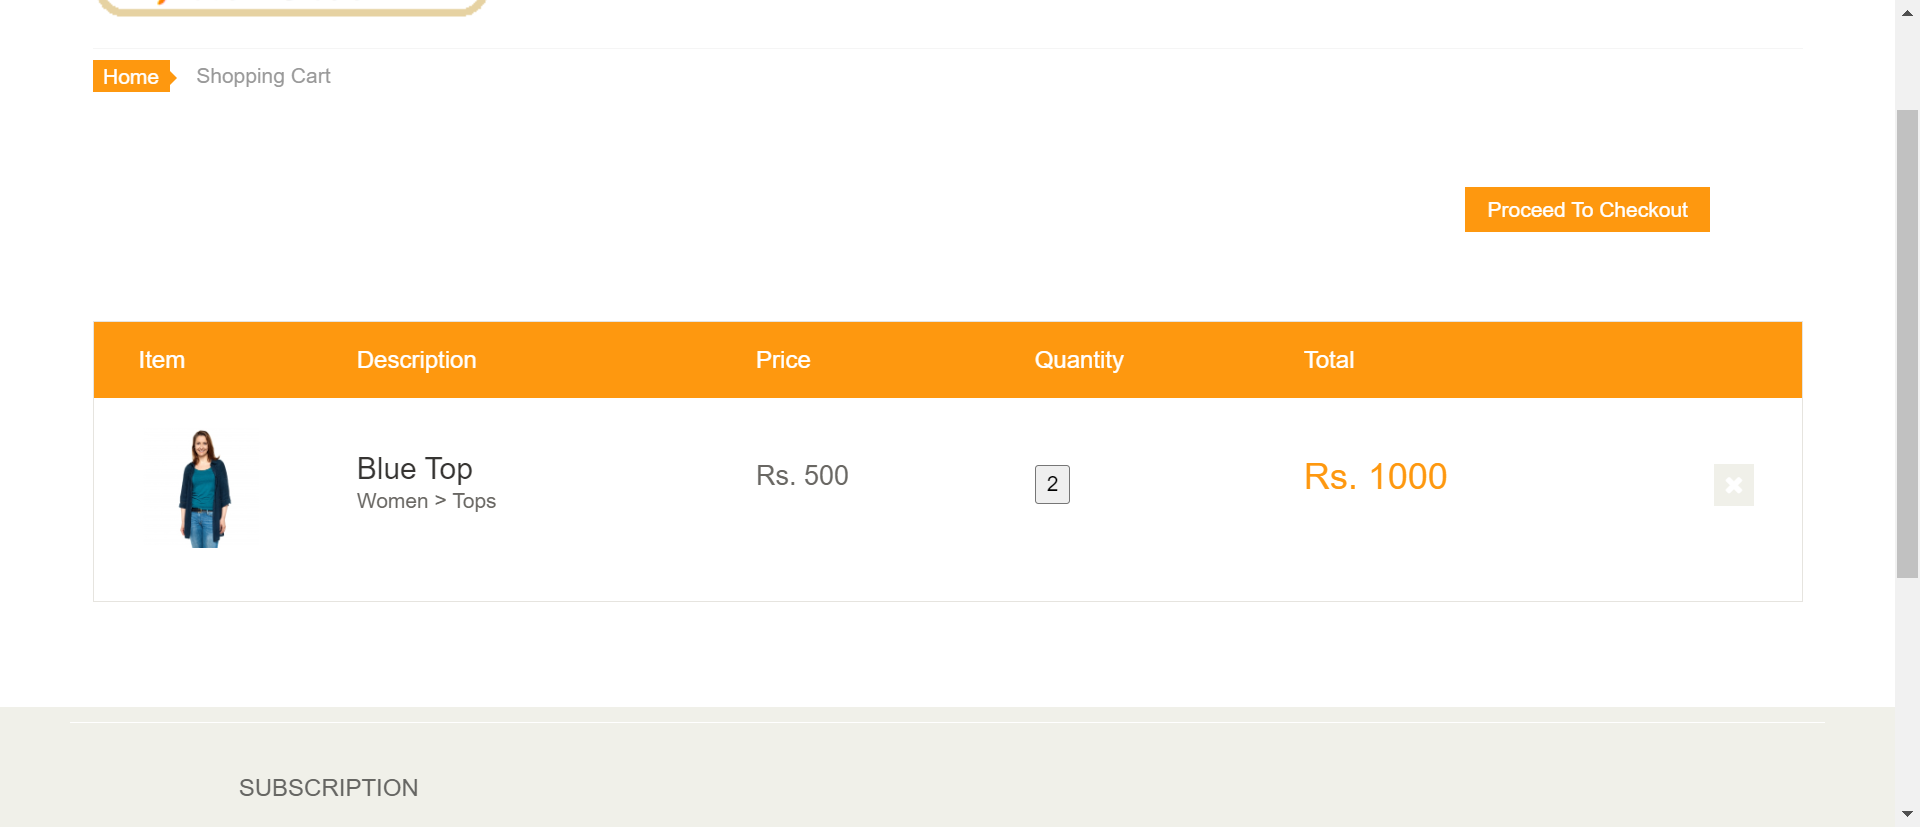 Home Shopping Cart
Proceed To Checkout
Item Description Price Quantity Total
Blue Top
Women > Tops
Rs. 500
2
Rs. 1000
SUBSCRIPTION